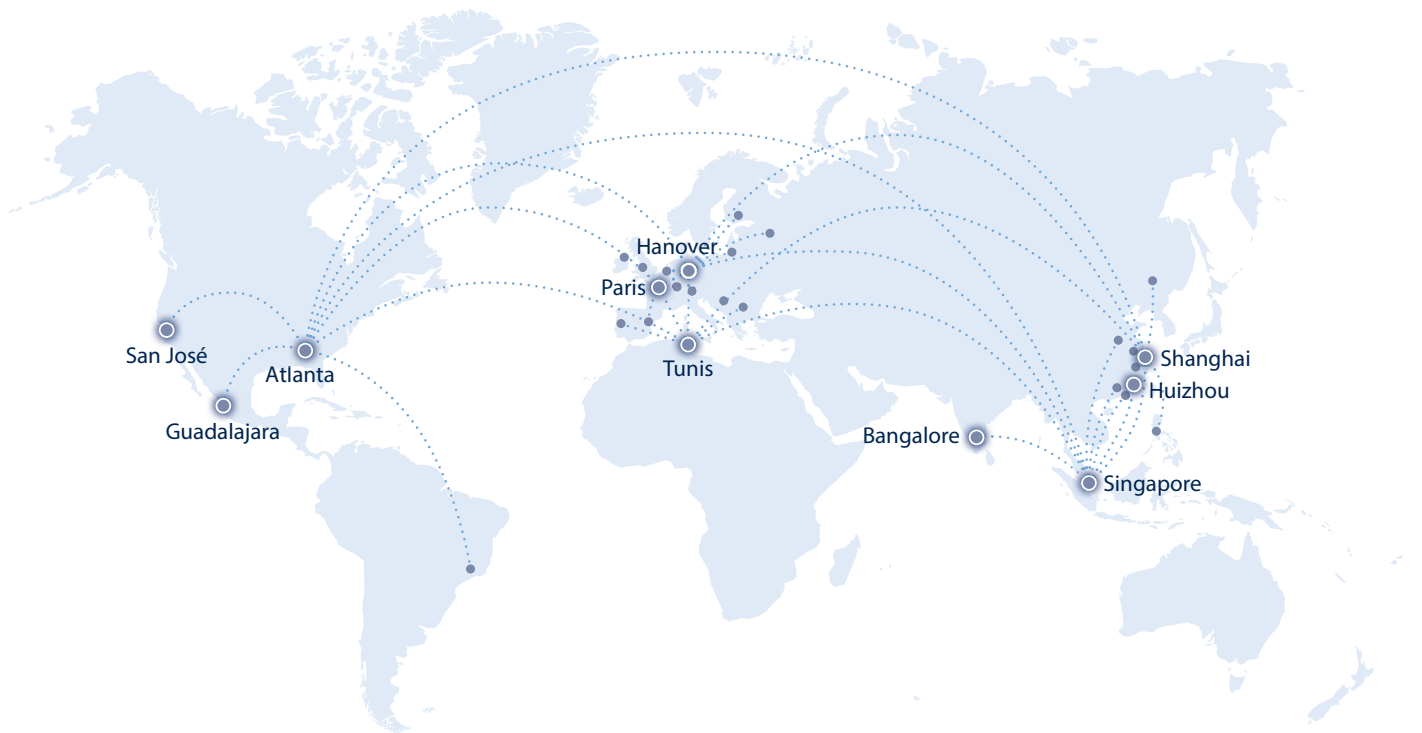 Hanover
Paris
San José
Atlanta
Tunis
Shanghai
Huizhou
Guadalajara
Bangalore
Singapore